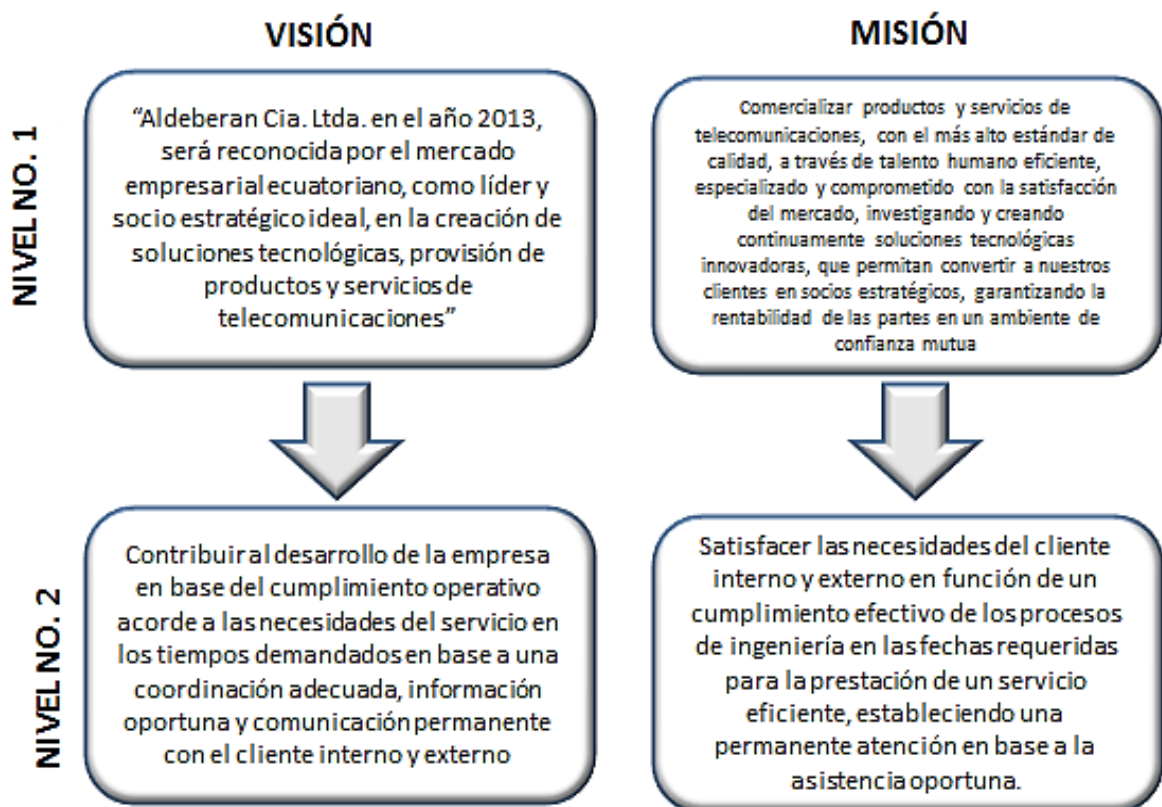 VISIÓN
MISIÓN
NIVEL NO. 1
“Aldeberan Cia. Ltda. en el año 2013,
será reconocida por el mercado
empresarial ecuatoriano, como líder y
socio estratégico ideal, en la creación de
soluciones tecnológicas, provisión de
productos y servicios de
telecomunicaciones”
Comercializar productos y servicios de
telecomunicaciones, con el más alto estándar de
calidad, a través de talento humano eficiente,
especializado y comprometido con la satisfacción
del mercado, investigando y creando
continuamente soluciones tecnológicas
innovadoras, que permitan convertir a nuestros
clientes en socios estratégicos, garantizando la
rentabilidad de las partes en un ambiente de
confianza mutua
NIVEL NO. 2
Contribuir al desarrollo de la empresa
en base del cumplimiento operativo
acorde a las necesidades del servicio en
los tiempos demandados en base a una
coordinación adecuada, información
oportuna y comunicación permanente
con el cliente interno y externo
Satisfacer las necesidades del cliente
interno y externo en función de un
cumplimiento efectivo de los procesos
de ingeniería en las fechas requeridas
para la prestación de un servicio
eficiente, estableciendo una
permanente atención en base a la
asistencia oportuna.